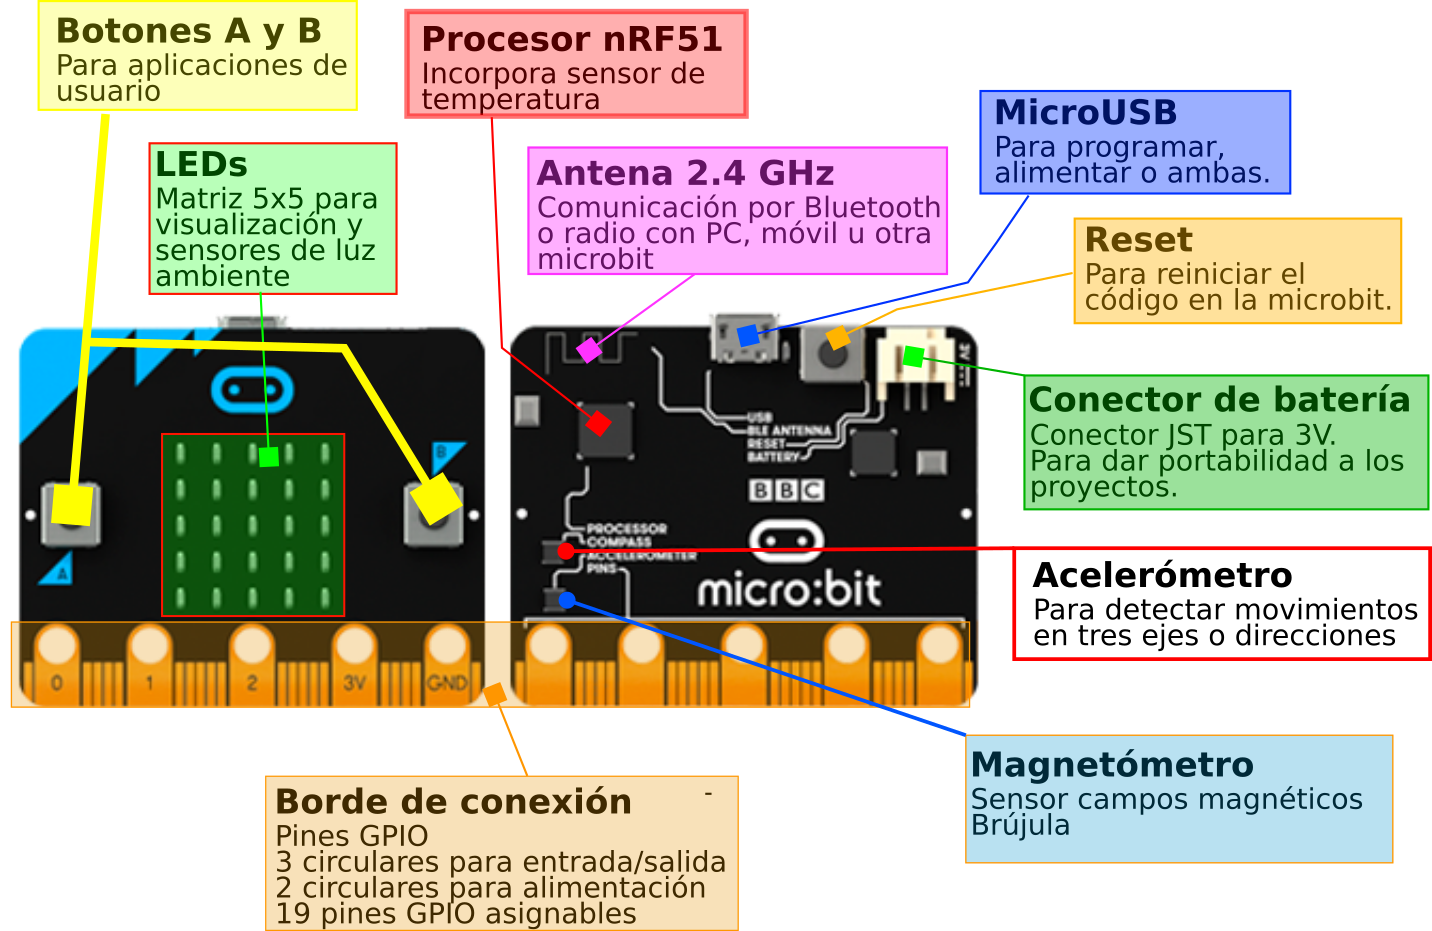 Botones A y B
Para aplicaciones de
usuario
Procesor nRF51
Incorpora sensor de
temperatura
MicroUSB
Para programar,
alimentar o ambas.
LEDs
Matriz 5x5 para
visualización y
sensores de luz
ambiente
Antena 2.4 GHz
Comunicación por Bluetooth
o radio con PC, móvil u otra
microbit
Reset
Para reiniciar el
código en la microbit.
Conector de batería
Conector JST para 3V.
Para dar portabilidad a los
proyectos.
B
A
3V
USB
BLE ANTENNA
RESET
BATTERY
BBC
PROCESSOR
COMPASS
ACCELEROMETER
PINS
micro:bit
Acelerómetro
Para detectar movimientos
en tres ejes o direcciones
0 1 2 3V GND
Magnetómetro
Sensor campos magnéticos
Brújula
Borde de conexión -
Pines GPIO
3 circulares para entrada/salida
2 circulares para alimentación
19 pines GPIO asignables